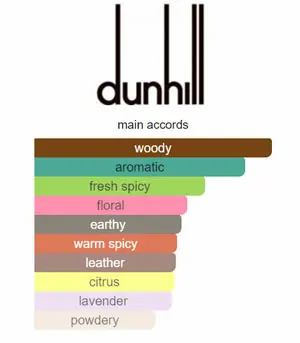 dunhill
main accords
woody
aromatic
fresh spicy
floral
earthy
warm spicy
leather
citrus
lavender
powdery